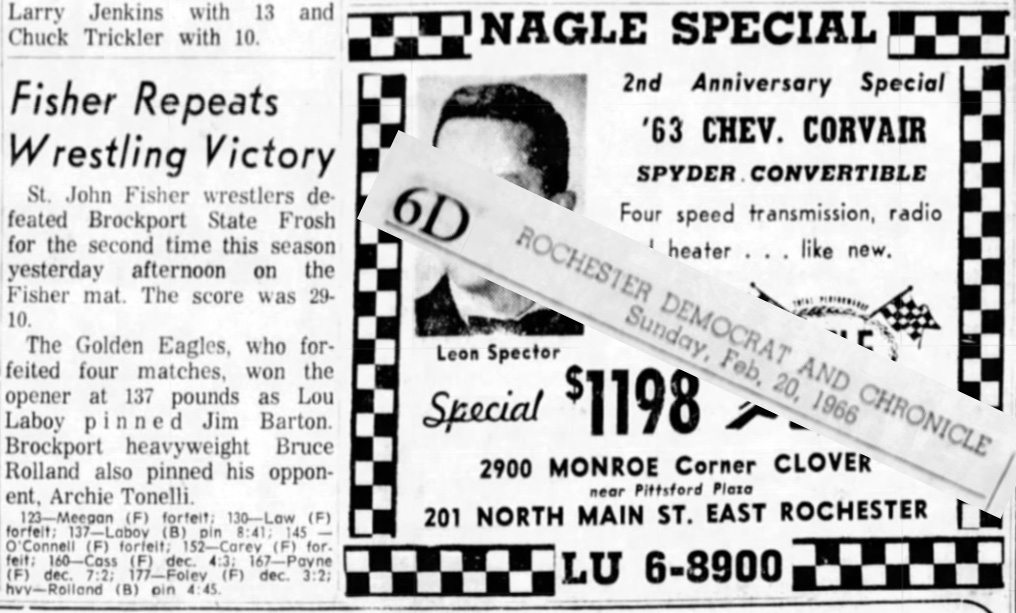 Larry Jenkins with 13 and
Chuck Trickler with 10.
Fisher Repeats
Wrestling Victory
St. John Fisher wrestlers de-
feated Brockport State Frosh
for the second time this season
yesterday afternoon on the
Fisher mat. The score was 29-
10.
The Golden Eagles, who for-
feited four matches, won the
opener at 137 pounds as Lou
Laboy pinned Jim Barton.
Brockport heavyweight Bruce
Rolland also pinned his oppon-
ent, Archie Tonelli.
123—Meegan (F) forfeit; 130—Law (F)
forfeit; 137—Laboy (B) pin 8:41; 145 —
O'Connell (F) forfeit; 152—Carey (F) for-
feit; 160—Cass (F) dec. 4:3; 167—Payne
(F) dec. 7:2; 177—Foley (F) dec. 3:2;
hvy—Rolland (B) pin 4:45.
NAGLE SPECIAL
2nd Anniversary Special
'63 CHEV. CORVAIR
SPYDER CONVERTIBLE
Four speed transmission, radio
heater . . . like new.
TOTAL PERFORMANCE
Leon Spector
Special $1198
2900 MONROE Corner CLOVER
near Pittsford Plaza
201 NORTH MAIN ST. EAST ROCHESTER
LU 6-8900
6D
ROCHESTER DEMOCRAT AND CHRONICLE
Sunday, Feb. 20, 1966